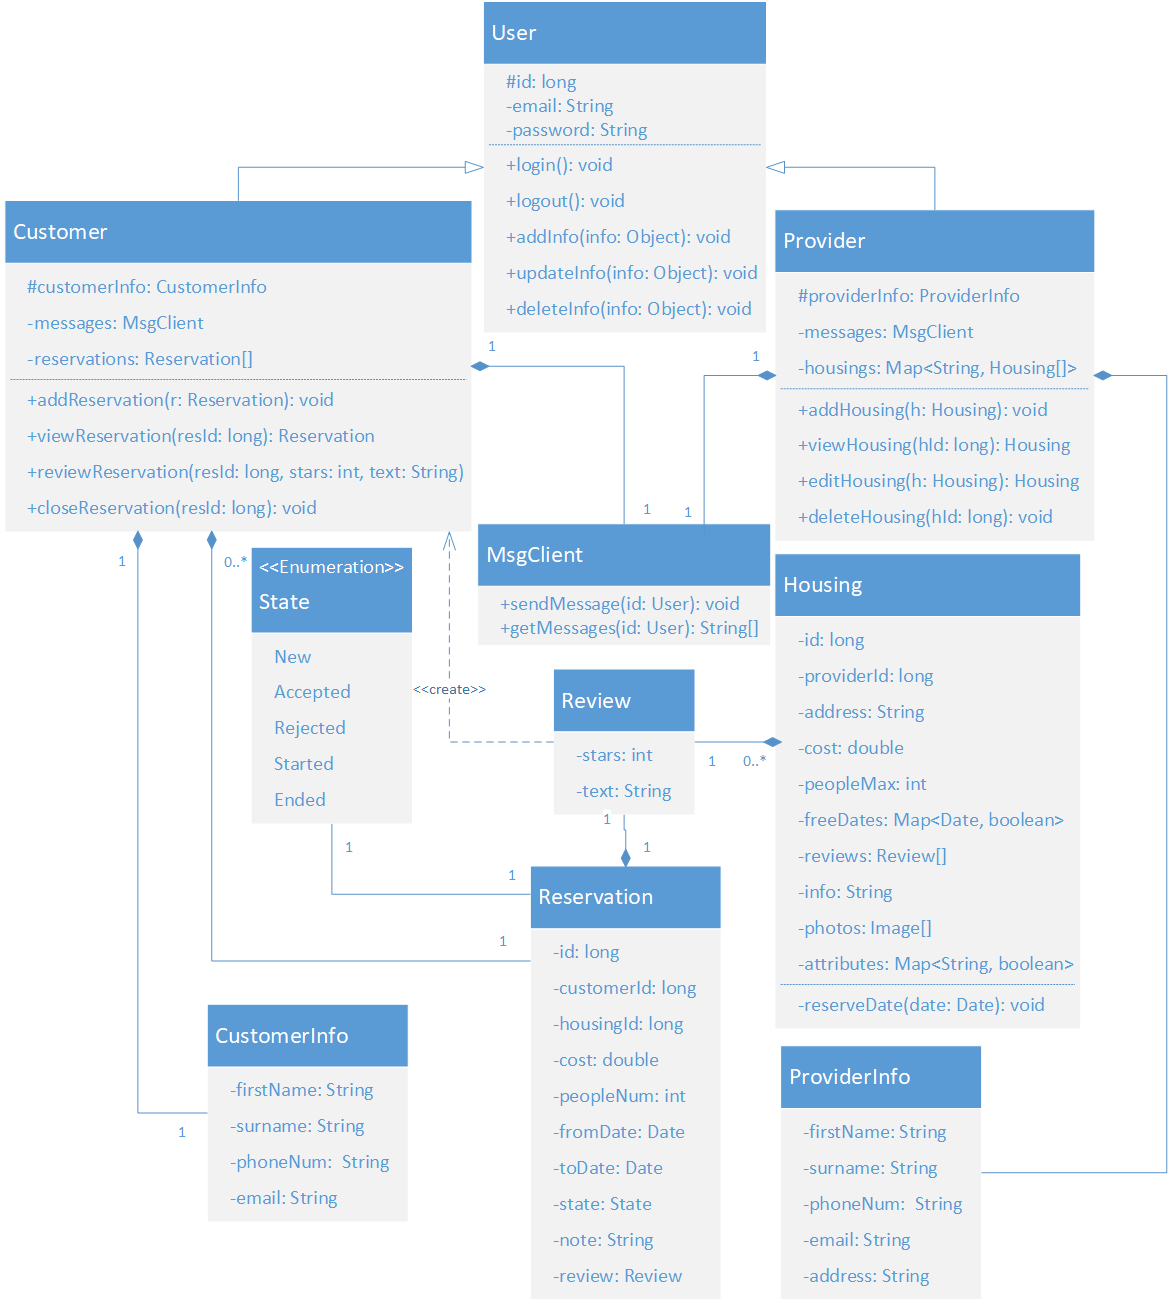 User
#id: long
-email: String
-password: String
+login(): void
+logout(): void
+addInfo(info: Object): void
+updateInfo(info: Object): void
+deleteInfo(info: Object): void
Customer
#customerInfo: CustomerInfo
-messages: MsgClient
-reservations: Reservation[]
+addReservation(r: Reservation): void
+viewReservation(resId: long): Reservation
+reviewReservation(resId: long, stars: int, text: String)
+closeReservation(resId: long): void
Provider
#providerInfo: ProviderInfo
-messages: MsgClient
-housings: Map<String, Housing[]>
+addHousing(h: Housing): void
+viewHousing(hId: long): Housing
+editHousing(h: Housing): Housing
+deleteHousing(hId: long): void
1
1
1
1
MsgClient
+sendMessage(id: User): void
+getMessages(id: User): String[]
1
0..*
<<Enumeration>>
State
New
Accepted
Rejected
Started
Ended
<<create>>
Review
-stars: int
-text: String
1
0..*
1
1
1
1
1
Housing
-id: long
-providerId: long
-address: String
-cost: double
-peopleMax: int
-freeDates: Map<Date, boolean>
-reviews: Review[]
-info: String
-photos: Image[]
-attributes: Map<String, boolean>
-reserveDate(date: Date): void
Reservation
-id: long
-customerId: long
-housingId: long
-cost: double
-peopleNum: int
-fromDate: Date
-toDate: Date
-state: State
-note: String
-review: Review
CustomerInfo
-firstName: String
-surname: String
-phoneNum:  String
-email: String
1
ProviderInfo
-firstName: String
-surname: String
-phoneNum:  String
-email: String
-address: String